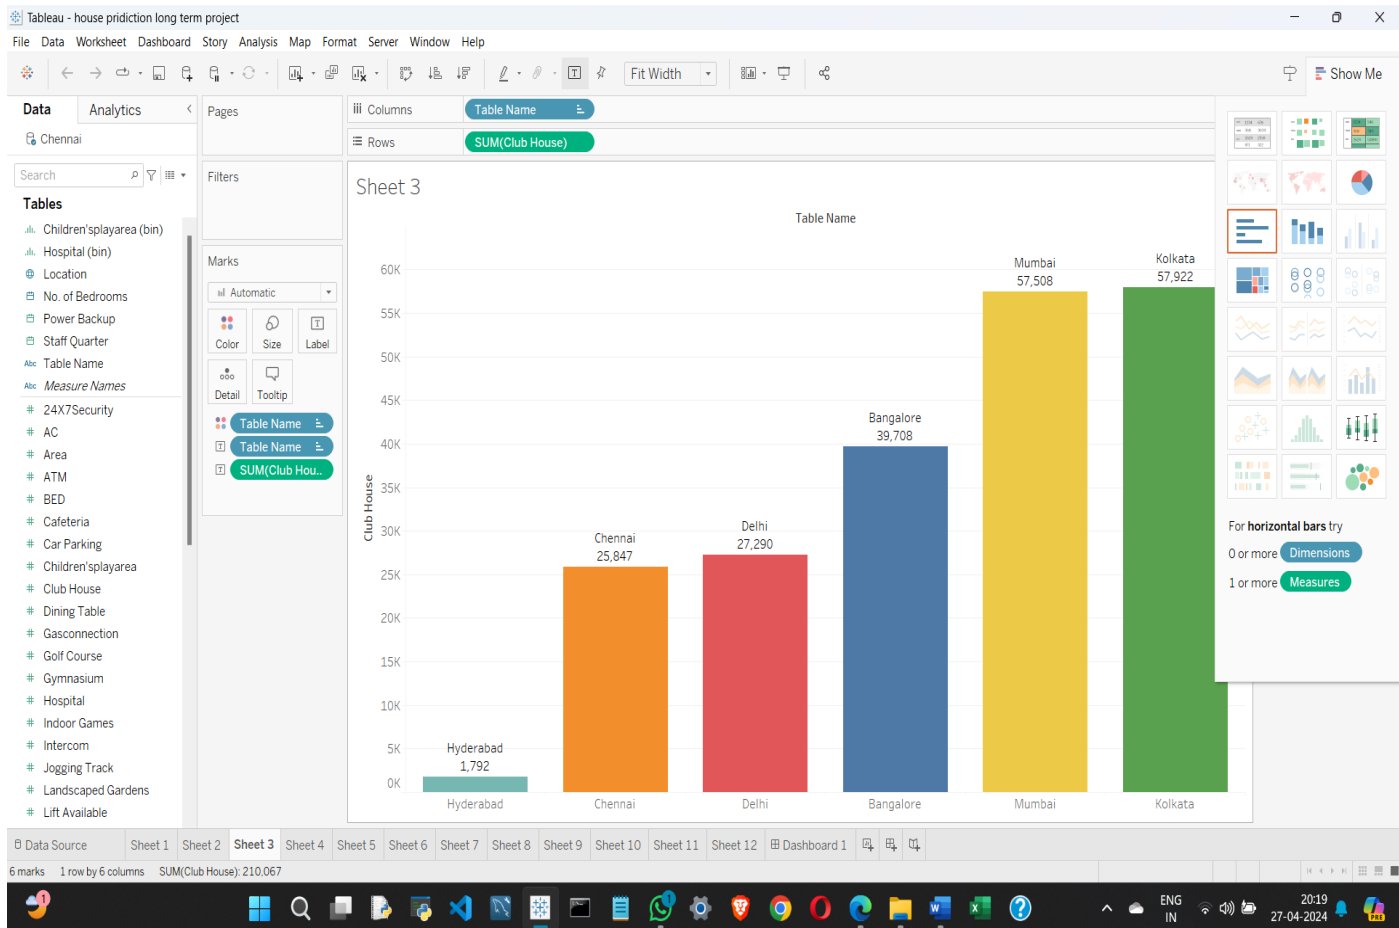 Tableau - house pridiction long term project
File Data Worksheet Dashboard Story Analysis Map Format Server Window Help
Fit Width
Show Me
Data Analytics
Chennai
Search
Tables
Children'splayarea (bin)
Hospital (bin)
Location
No. of Bedrooms
Power Backup
Staff Quarter
Abc Table Name
Abc Measure Names
# 24X7Security
# AC
# Area
# ATM
# BED
# Cafeteria
# Car Parking
# Children'splayarea
# Club House
# Dining Table
# Gasconnection
# Golf Course
# Gymnasium
# Hospital
# Indoor Games
# Intercom
# Jogging Track
# Landscaped Gardens
# Lift Available
Pages
Filters
Marks
Automatic
Color Size Label
Detail Tooltip
Table Name
Table Name
SUM(Club Hou..
Columns Table Name
Rows SUM(Club House)
Sheet 3
Table Name
Club House
60K
55K
50K
45K
40K
35K
30K
25K
20K
15K
10K
5K
0K
Hyderabad
1,792
Chennai
25,847
Delhi
27,290
Bangalore
39,708
Mumbai
57,508
Kolkata
57,922
Hyderabad Chennai Delhi Bangalore Mumbai Kolkata
For horizontal bars try
0 or more Dimensions
1 or more Measures
Data Source Sheet 1 Sheet 2 Sheet 3 Sheet 4 Sheet 5 Sheet 6 Sheet 7 Sheet 8 Sheet 9 Sheet 10 Sheet 11 Sheet 12 Dashboard 1
6 marks 1 row by 6 columns SUM(Club House): 210,067
1
1
ENG
IN
20:19
27-04-2024
PRE